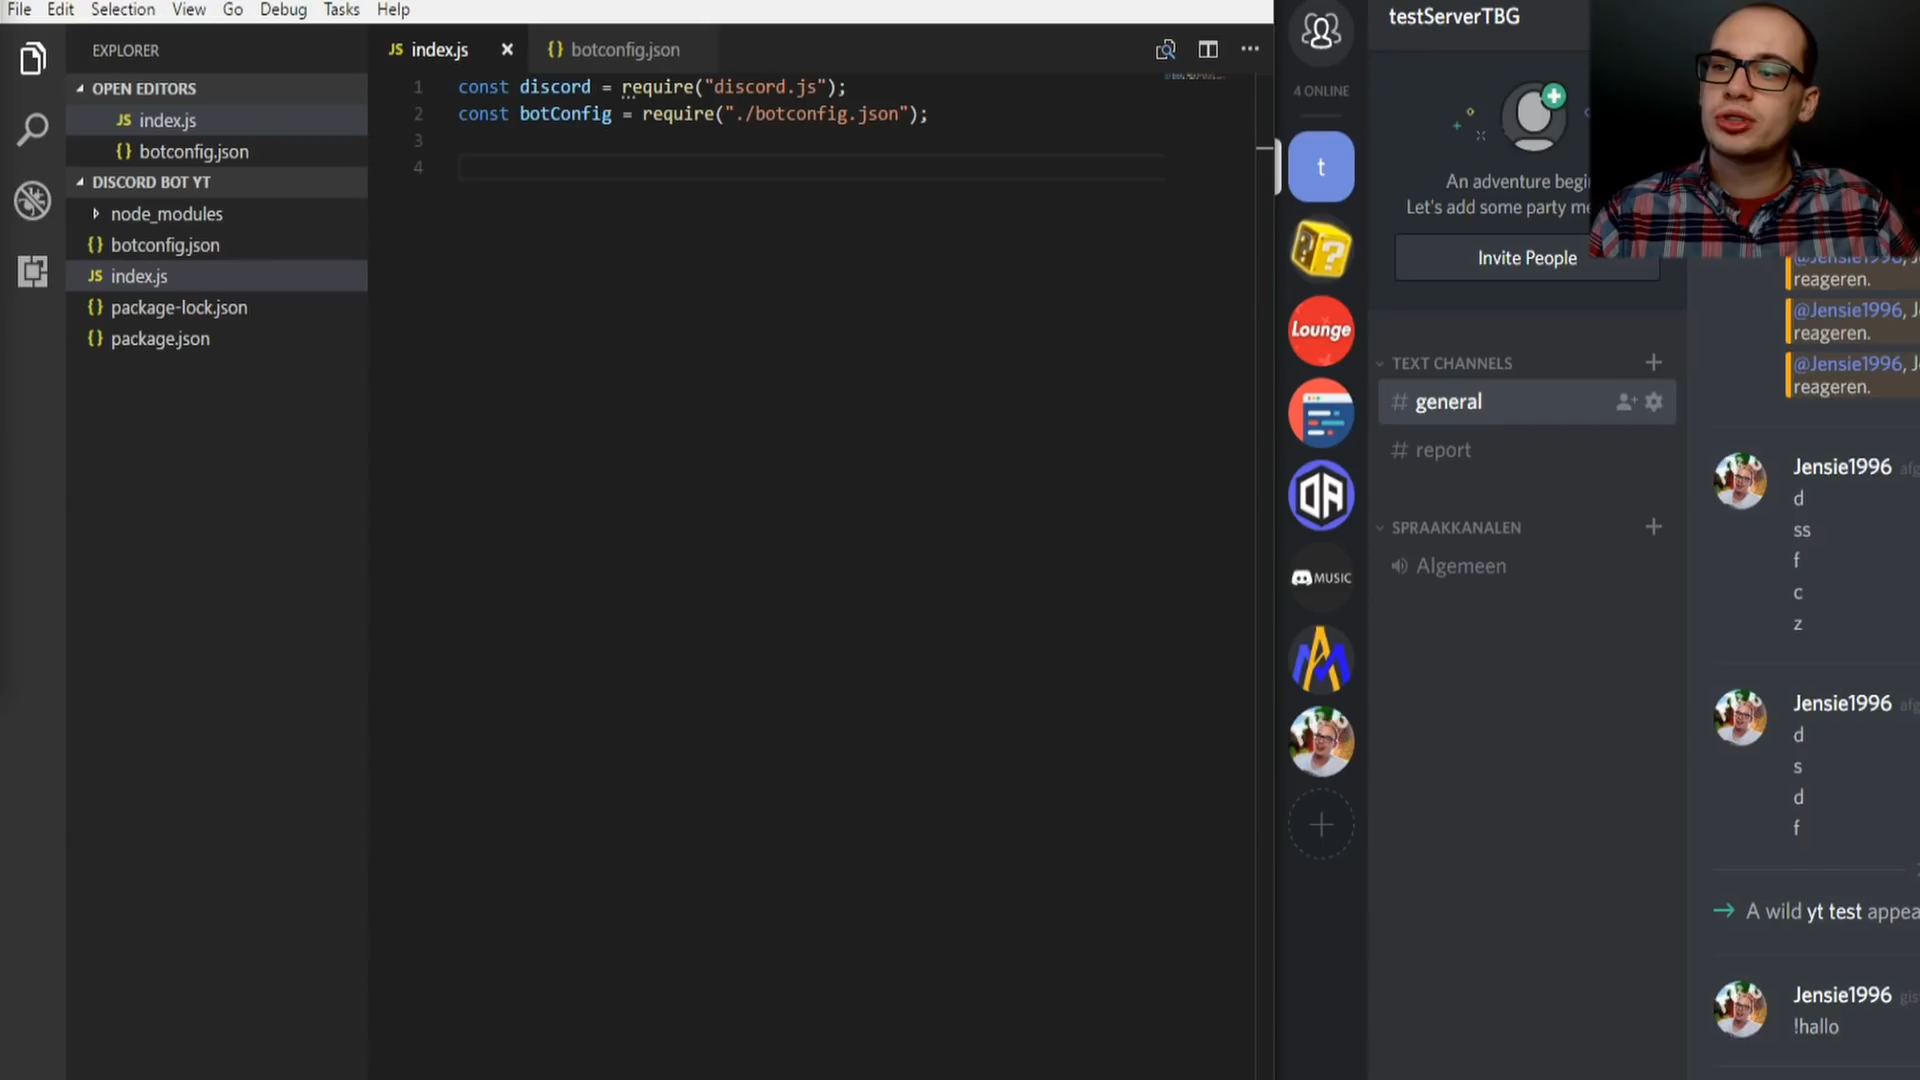 File Edit Selection View Go Debug Tasks Help
EXPLORER
OPEN EDITORS
JS index.js
{} botconfig.json
DISCORD BOT YT
node_modules
{} botconfig.json
JS index.js
{} package-lock.json
{} package.json
JS index.js × {} botconfig.json
1 const discord = require("discord.js");
2 const botConfig = require("./botconfig.json");
3
4
4 ONLINE
t
Lounge
MUSIC
testServerTBG
An adventure begi
Let's add some party me
Invite People
TEXT CHANNELS
# general
# report
SPRAAKKANALEN
Algemeen
@Jensie1996, J
reageren.
@Jensie1996, J
reageren.
@Jensie1996, J
reageren.
Jensie1996
d
ss
f
c
z
Jensie1996
d
s
d
f
A wild yt test appea
Jensie1996 gis
!hallo